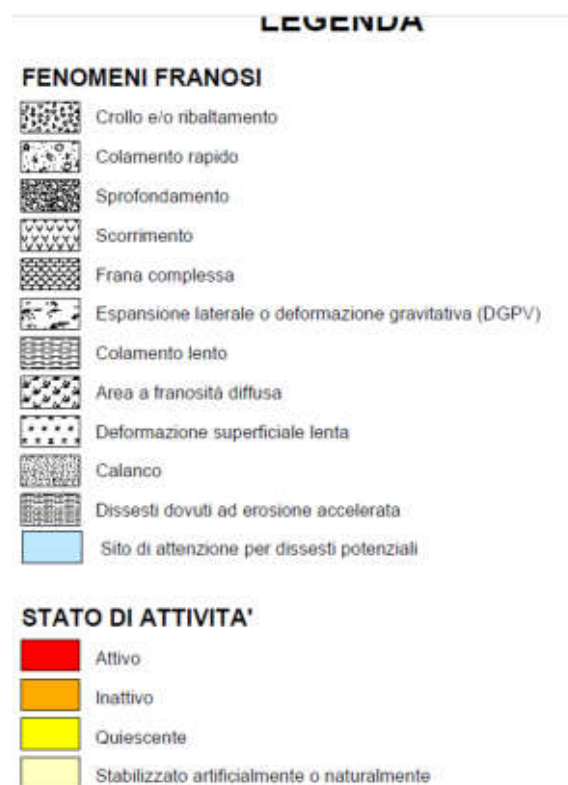 LEGENDA
FENOMENI FRANOSI
Crollo e/o ribaltamento
Colamento rapido
Sprofondamento
Scorrimento
Frana complessa
Espansione laterale o deformazione gravitativa (DGPV)
Colamento lento
Area a franosità diffusa
Deformazione superficiale lenta
Calanco
Dissesti dovuti ad erosione accelerata
Sito di attenzione per dissesti potenziali
STATO DI ATTIVITA'
Attivo
Inattivo
Quiescente
Stabilizzato artificialmente o naturalmente